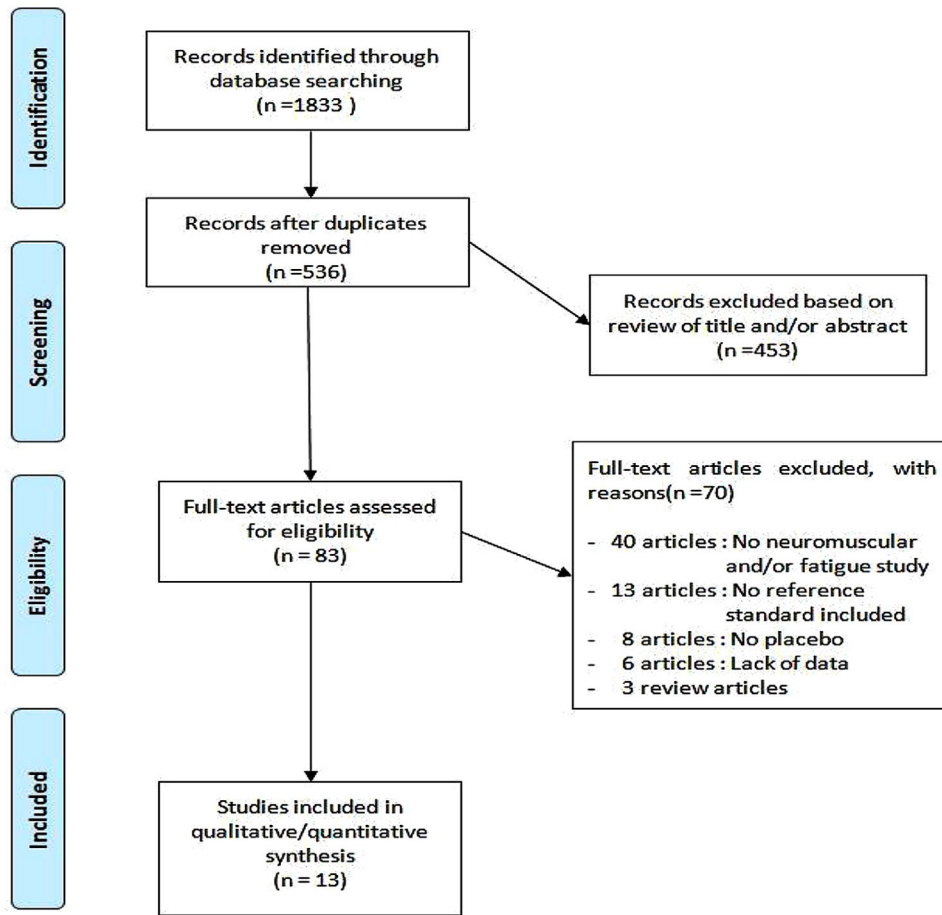 Identification
Records identified through
database searching
(n =1833 )
Records after duplicates
removed
(n =536)
Screening
Records excluded based on
review of title and/or abstract
(n =453)
Eligibility
Full-text articles assessed
for eligibility
(n = 83)
Full-text articles excluded, with
reasons(n =70)
- 40 articles : No neuromuscular
and/or fatigue study
- 13 articles : No reference
standard included
- 8 articles : No placebo
- 6 articles : Lack of data
- 3 review articles
Included
Studies included in
qualitative/quantitative
synthesis
(n = 13)